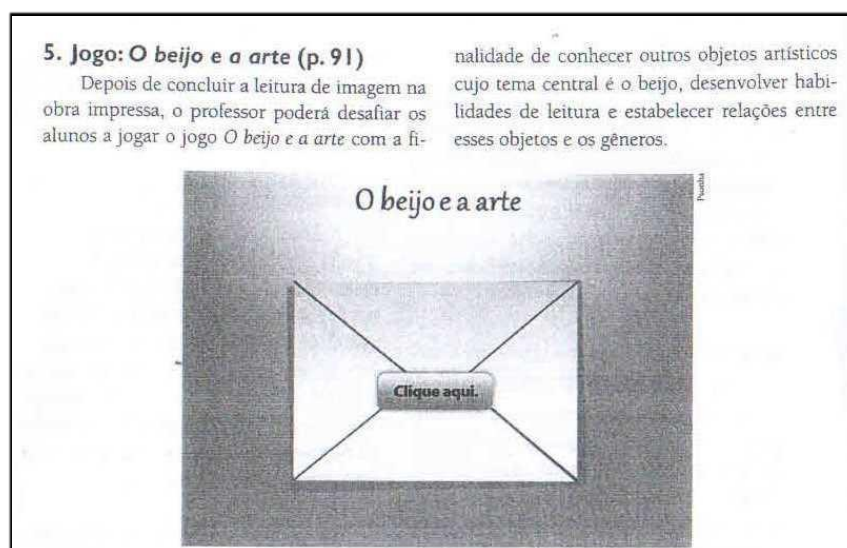 5. Jogo: O beijo e a arte (p. 91)
Depois de concluir a leitura de imagem na
obra impressa, o professor poderá desafiar os
alunos a jogar o jogo O beijo e a arte com a fi-
nalidade de conhecer outros objetos artísticos
cujo tema central é o beijo, desenvolver habi-
lidades de leitura e estabelecer relações entre
esses objetos e os gêneros.
O beijo e a arte
Clique aqui.